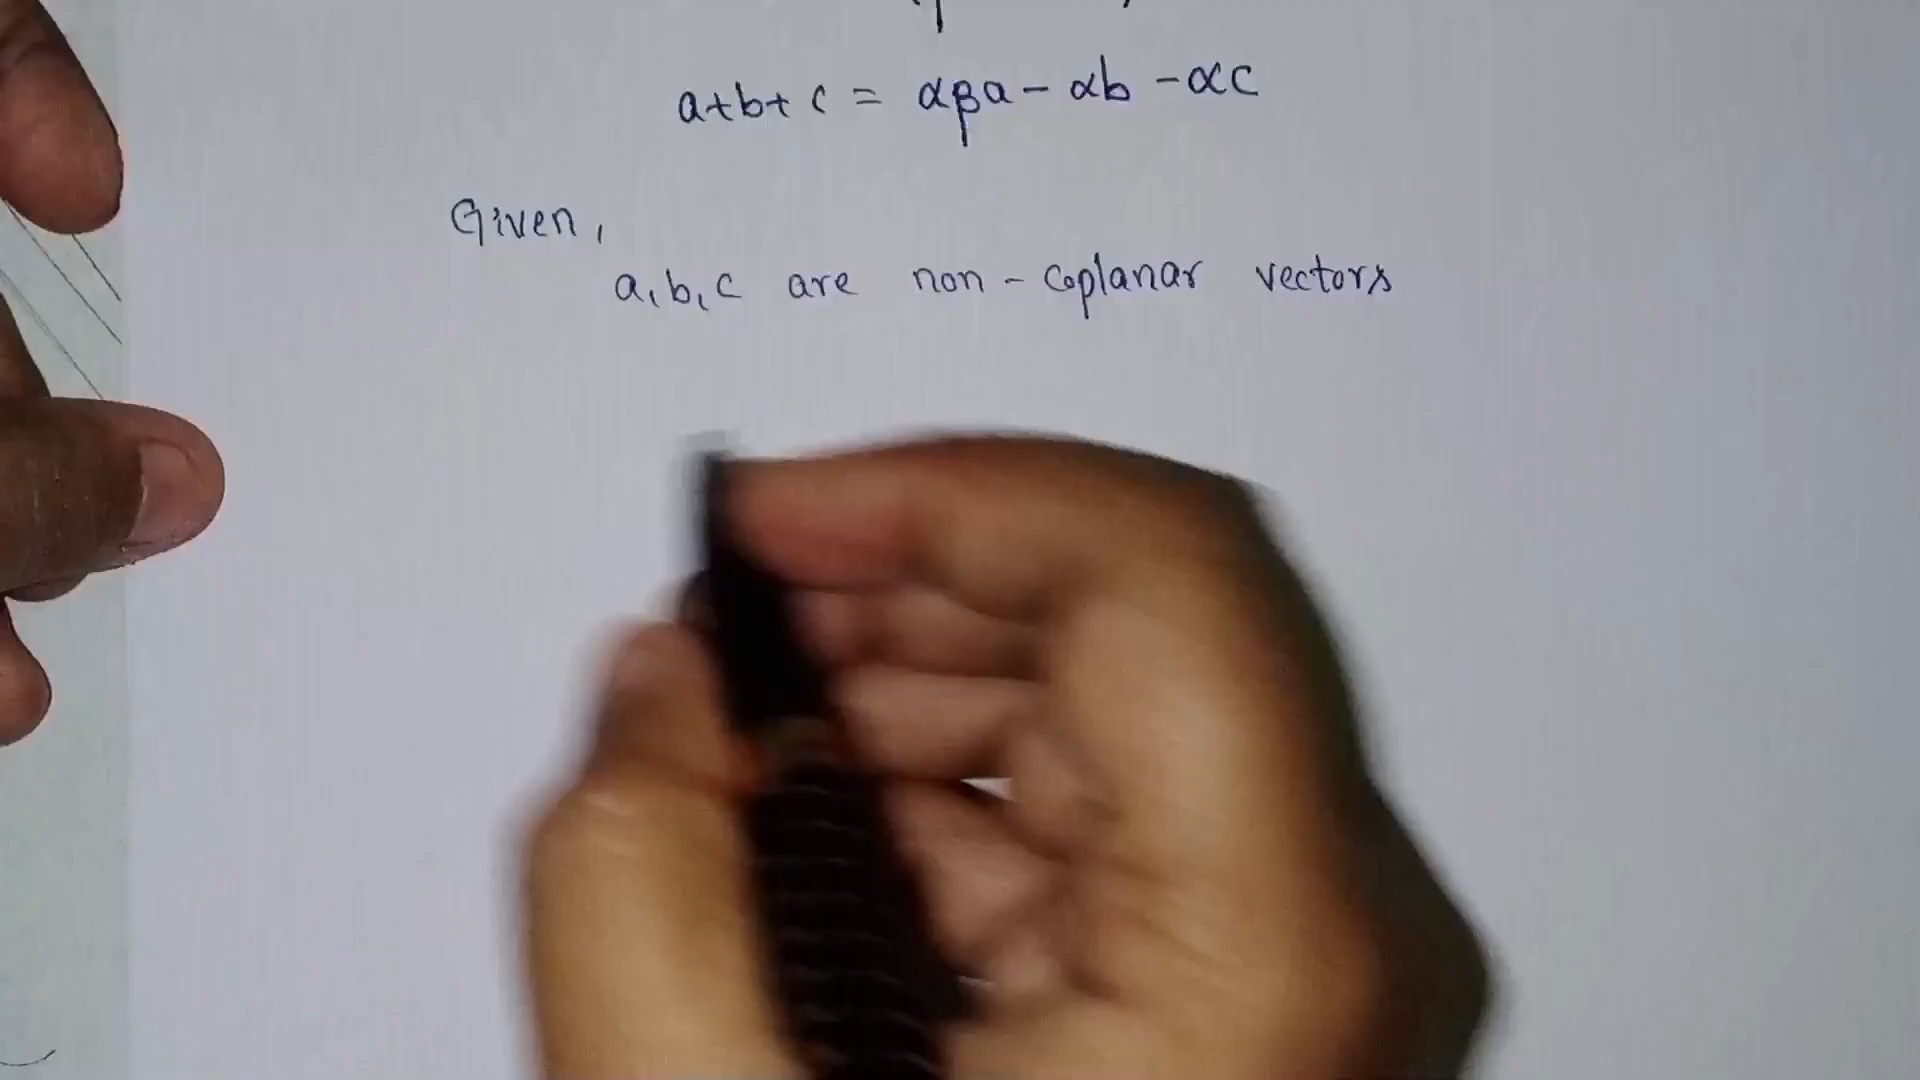 a+b+c = αβa - αb - αc
Given,
a,b,c are non-coplanar vectors